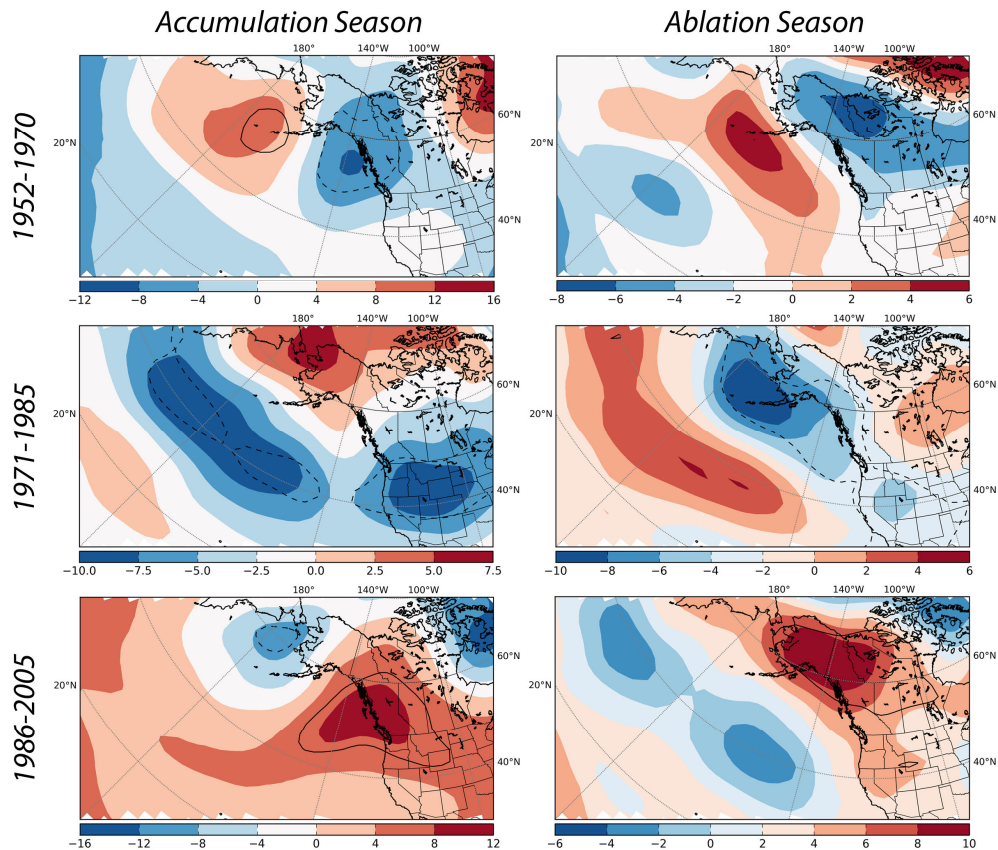 Accumulation Season Ablation Season
180° 140°W 100°W 180° 140°W 100°W
1952-1970
20°N 60°N 20°N 60°N
40°N 40°N
−12 −8 −4 0 4 8 12 16 −8 −6 −4 −2 0 2 4 6
180° 140°W 100°W 180° 140°W 100°W
1971-1985
20°N 60°N 20°N 60°N
40°N 40°N
−10.0 −7.5 −5.0 −2.5 0.0 2.5 5.0 7.5 −10 −8 −6 −4 −2 0 2 4 6
180° 140°W 100°W 180° 140°W 100°W
1986-2005
20°N 60°N 20°N 60°N
40°N 40°N
−16 −12 −8 −4 0 4 8 12 −6 −4 −2 0 2 4 6 8 10